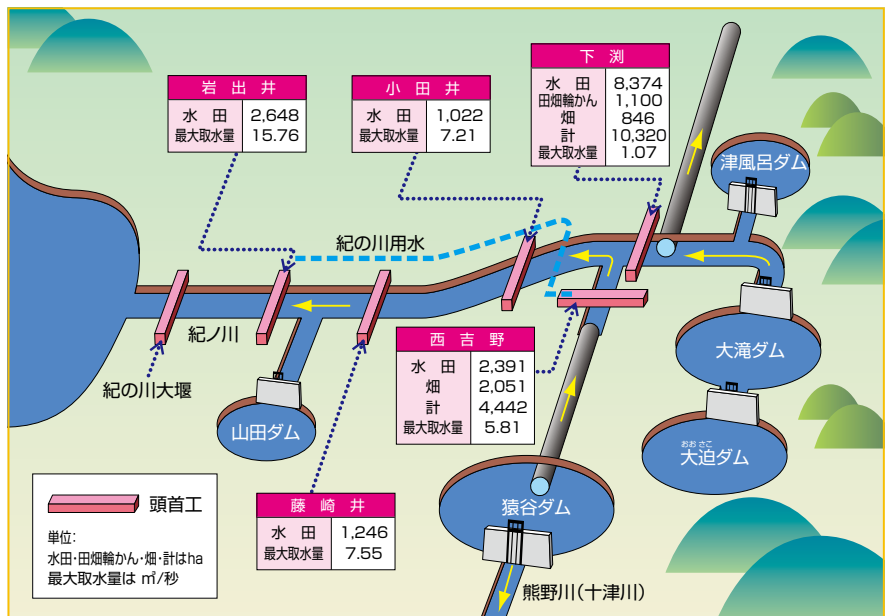 下渕
水田 8,374
田畑輪かん 1,100
畑 846
計 10,320
最大取水量 1.07
岩出井
水田 2,648
最大取水量 15.76
小田井
水田 1,022
最大取水量 7.21
津風呂ダム
紀の川用水
紀ノ川
紀の川大堰
西吉野
水田 2,391
畑 2,051
計 4,442
最大取水量 5.81
大滝ダム
山田ダム
おおさこ
大迫ダム
藤崎井
水田 1,246
最大取水量 7.55
猿谷ダム
熊野川(十津川)
頭首工
単位:
水田・田畑輪かん・畑・計はha
最大取水量は ㎥/秒